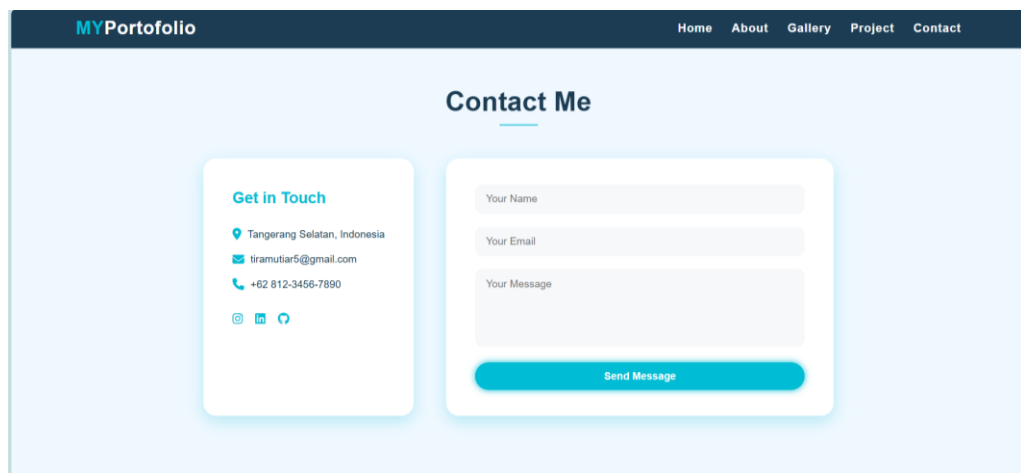 MYPortofolio
Home About Gallery Project Contact
Contact Me
Get in Touch
Tangerang Selatan, Indonesia
tiramutiar5@gmail.com
+62 812-3456-7890
Your Name
Your Email
Your Message
Send Message